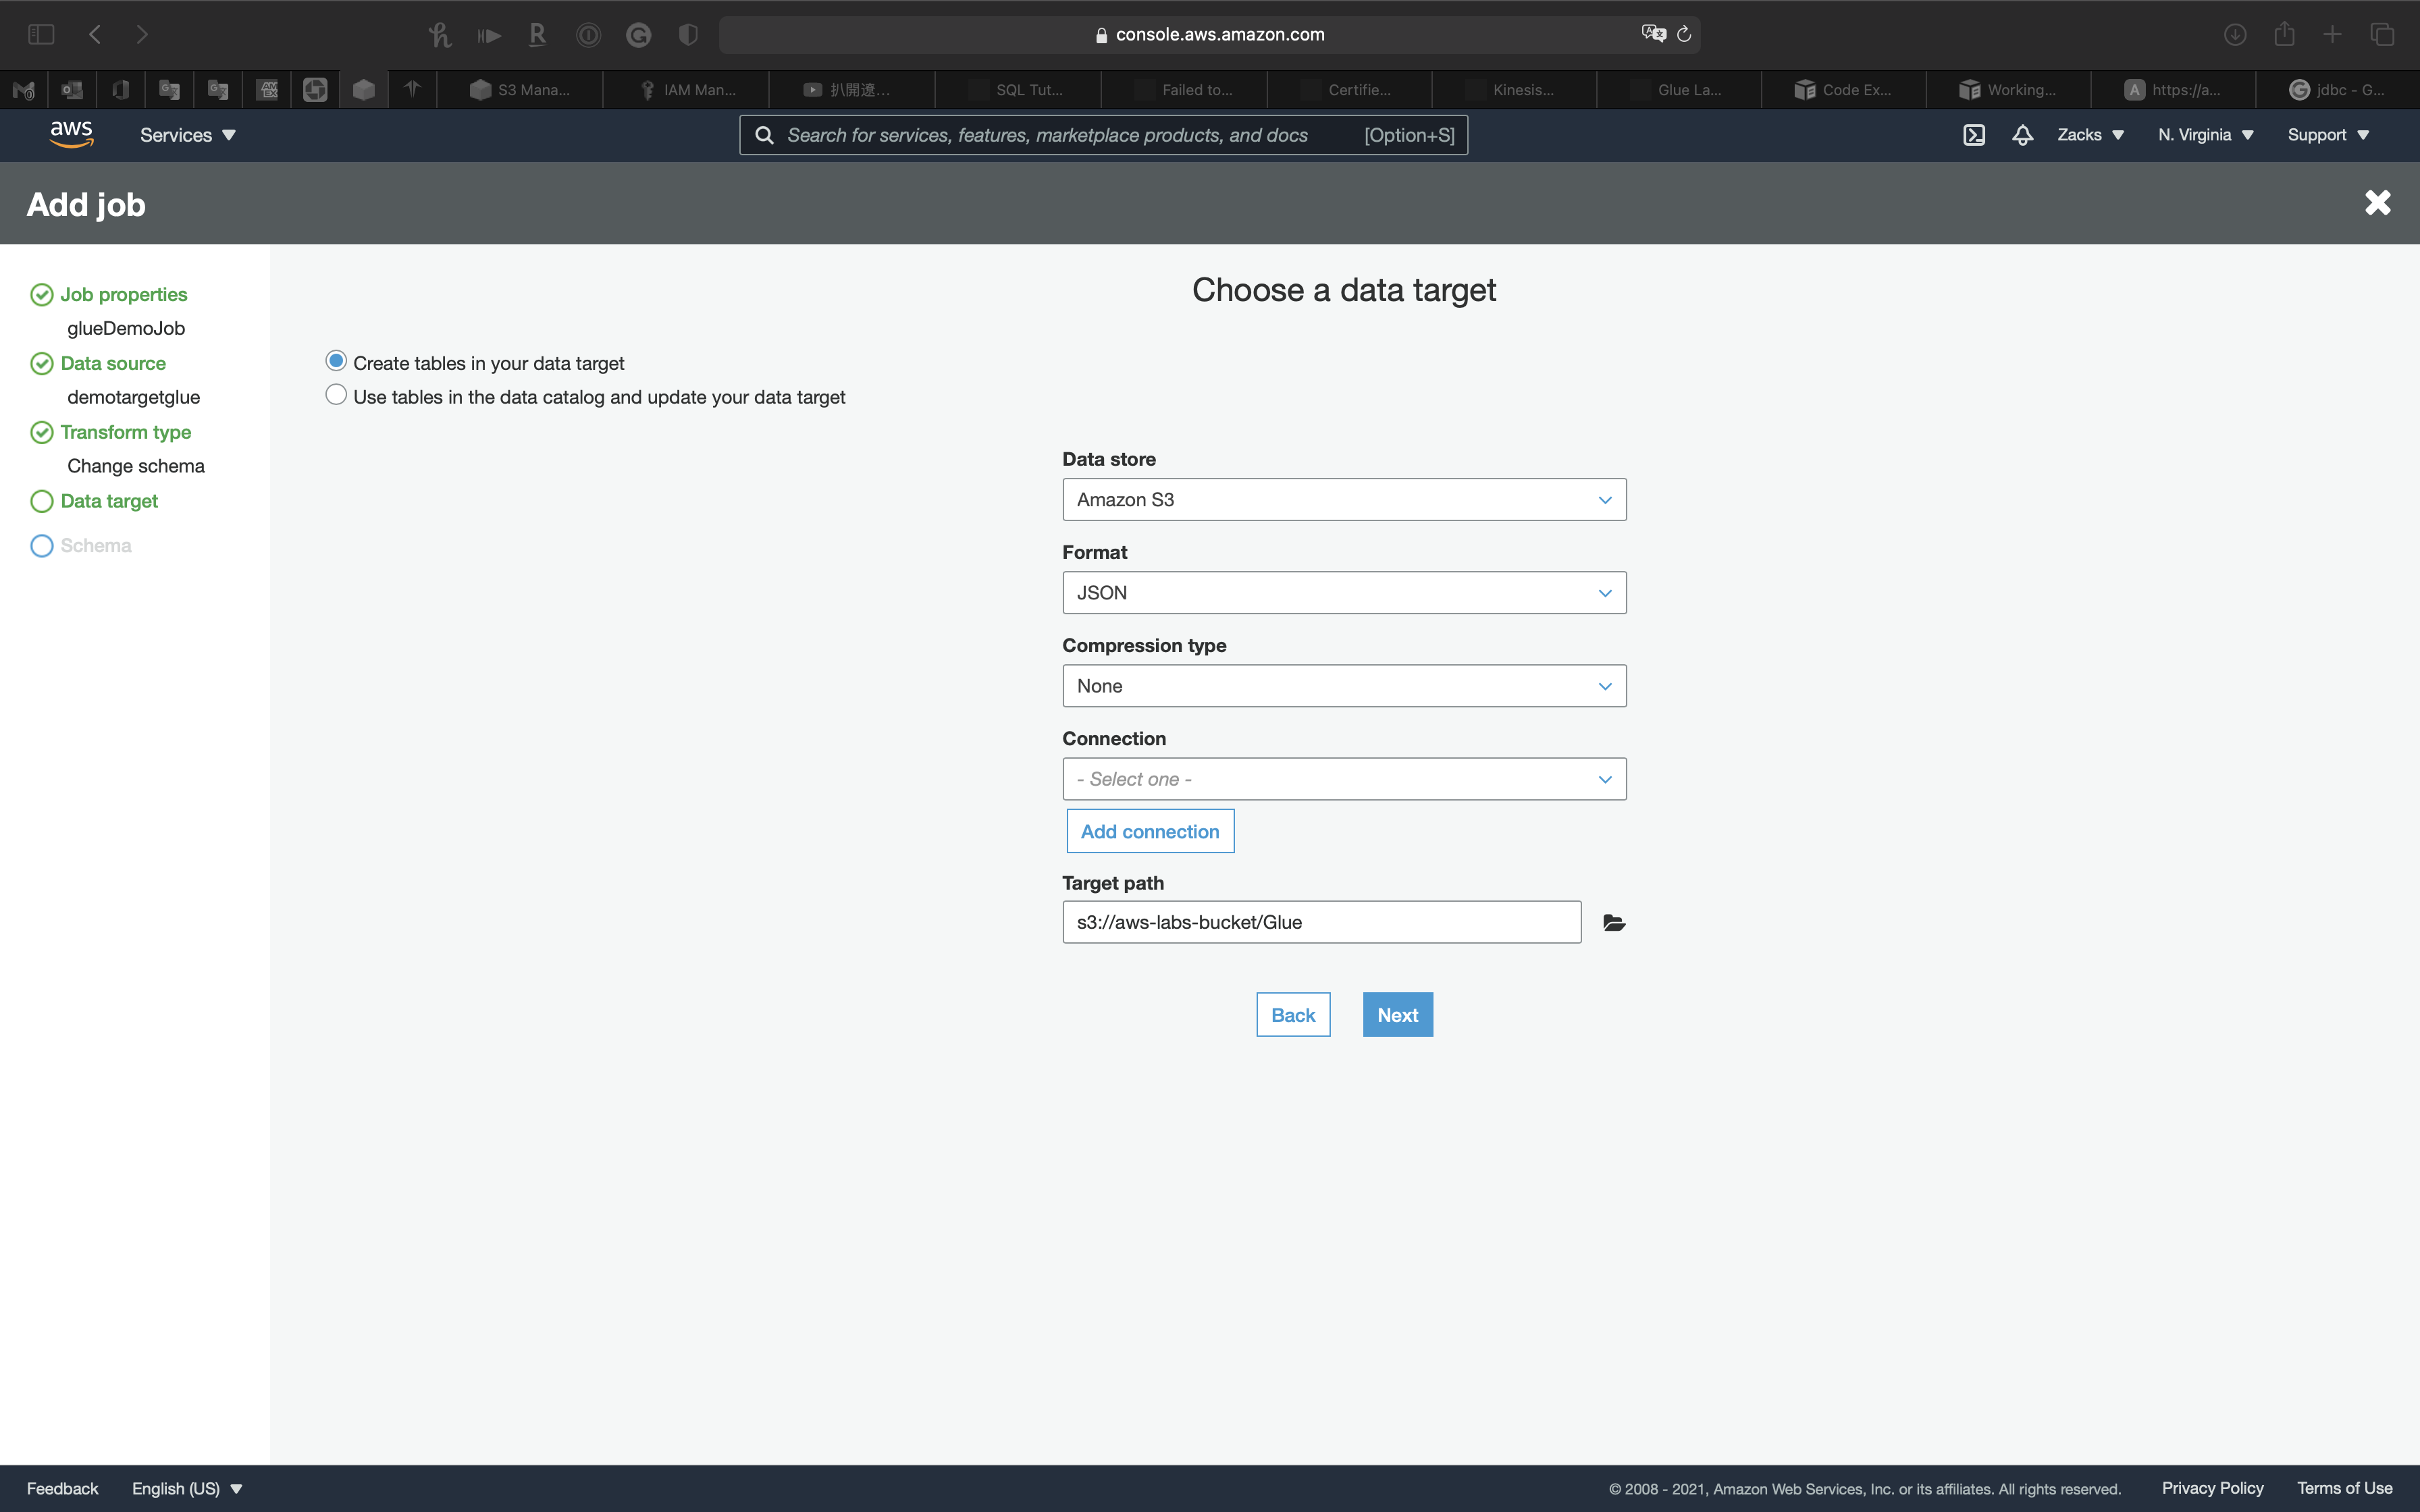 console.aws.amazon.com
S3 Mana...
IAM Man...
扒開遼...
SQL Tut...
Failed to...
Certifie...
Kinesis...
Glue La...
Code Ex...
Working...
https://a...
jdbc - G...
aws
Services
Search for services, features, marketplace products, and docs
[Option+S]
Zacks
N. Virginia
Support
Add job
Job properties
glueDemoJob
Data source
demotargetglue
Transform type
Change schema
Data target
Schema
Choose a data target
Create tables in your data target
Use tables in the data catalog and update your data target
Data store
Amazon S3
Format
JSON
Compression type
None
Connection
- Select one -
Add connection
Target path
s3://aws-labs-bucket/Glue
Back
Next
Feedback
English (US)
© 2008 - 2021, Amazon Web Services, Inc. or its affiliates. All rights reserved.
Privacy Policy
Terms of Use